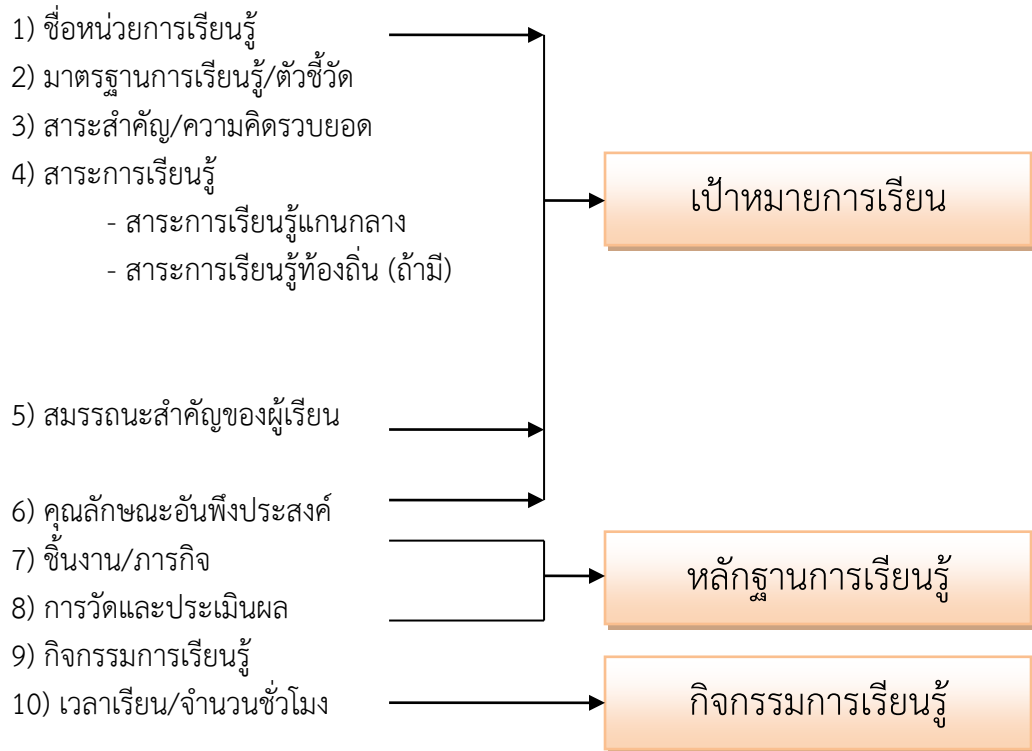 1) ชื่อหน่วยการเรียนรู้
2) มาตรฐานการเรียนรู้/ตัวชี้วัด
3) สาระสำคัญ/ความคิดรวบยอด
4) สาระการเรียนรู้
- สาระการเรียนรู้แกนกลาง
- สาระการเรียนรู้ท้องถิ่น (ถ้ามี)
เป้าหมายการเรียน
5) สมรรถนะสำคัญของผู้เรียน
6) คุณลักษณะอันพึงประสงค์
7) ชิ้นงาน/ภารกิจ
8) การวัดและประเมินผล
หลักฐานการเรียนรู้
9) กิจกรรมการเรียนรู้
10) เวลาเรียน/จำนวนชั่วโมง
กิจกรรมการเรียนรู้